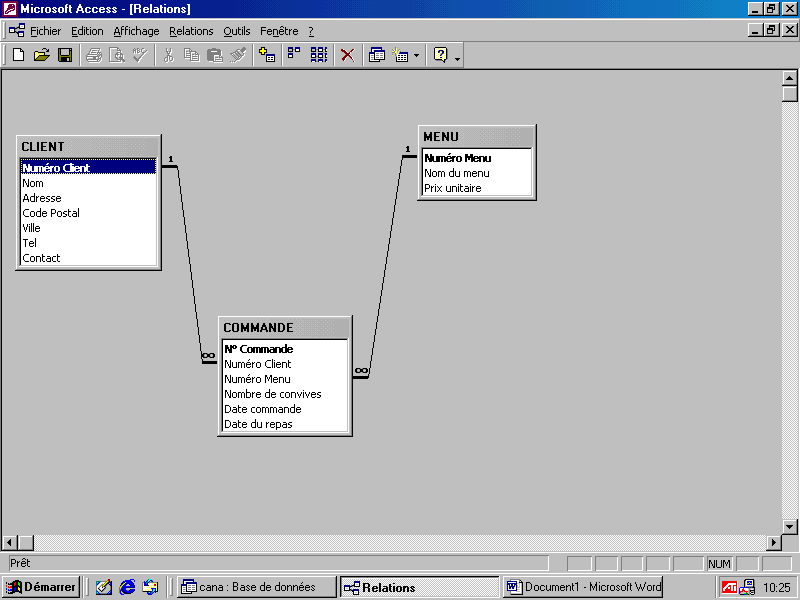 Microsoft Access - [Relations]
Fichier Edition Affichage Relations Outils Fenêtre ?
CLIENT
Numéro Client
Nom
Adresse
Code Postal
Ville
Tel
Contact
1
1
MENU
Numéro Menu
Nom du menu
Prix unitaire
∞
∞
COMMANDE
N° Commande
Numéro Client
Numéro Menu
Nombre de convives
Date commande
Date du repas
Prêt
NUM
Démarrer
cana : Base de données
Relations
Document1 - Microsoft Word
10:25